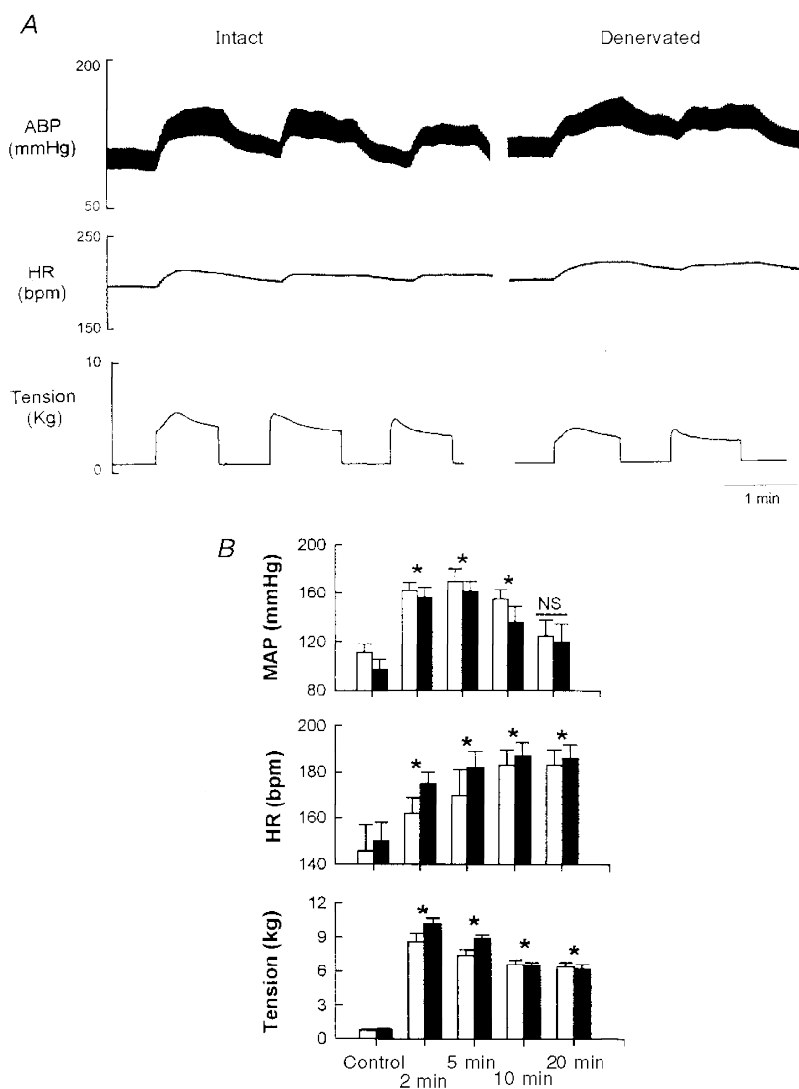 A
Intact
Denervated
200
ABP
(mmHg)
50
250
HR
(bpm)
150
10
Tension
(Kg)
0
1 min
B
200
160
120
80
MAP (mmHg)
*
*
*
NS
200
180
160
140
HR (bpm)
*
*
*
*
12
9
6
3
0
Tension (kg)
*
*
*
*
Control
2 min
5 min
10 min
20 min